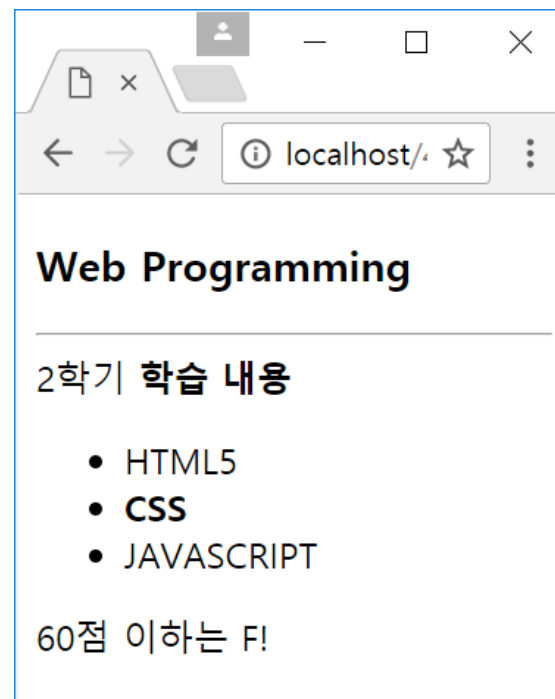 localhost/
Web Programming
2학기 학습 내용
HTML5
CSS
JAVASCRIPT
60점 이하는 F!